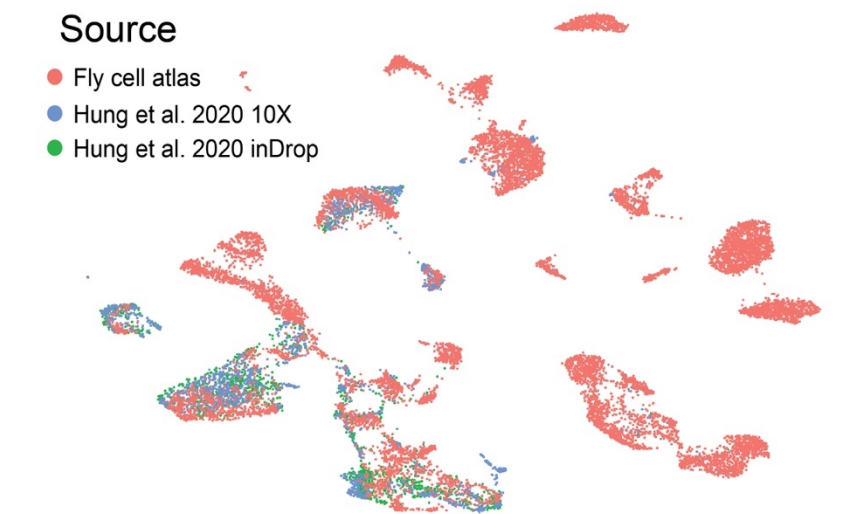 Source
Fly cell atlas
Hung et al. 2020 10X
Hung et al. 2020 inDrop